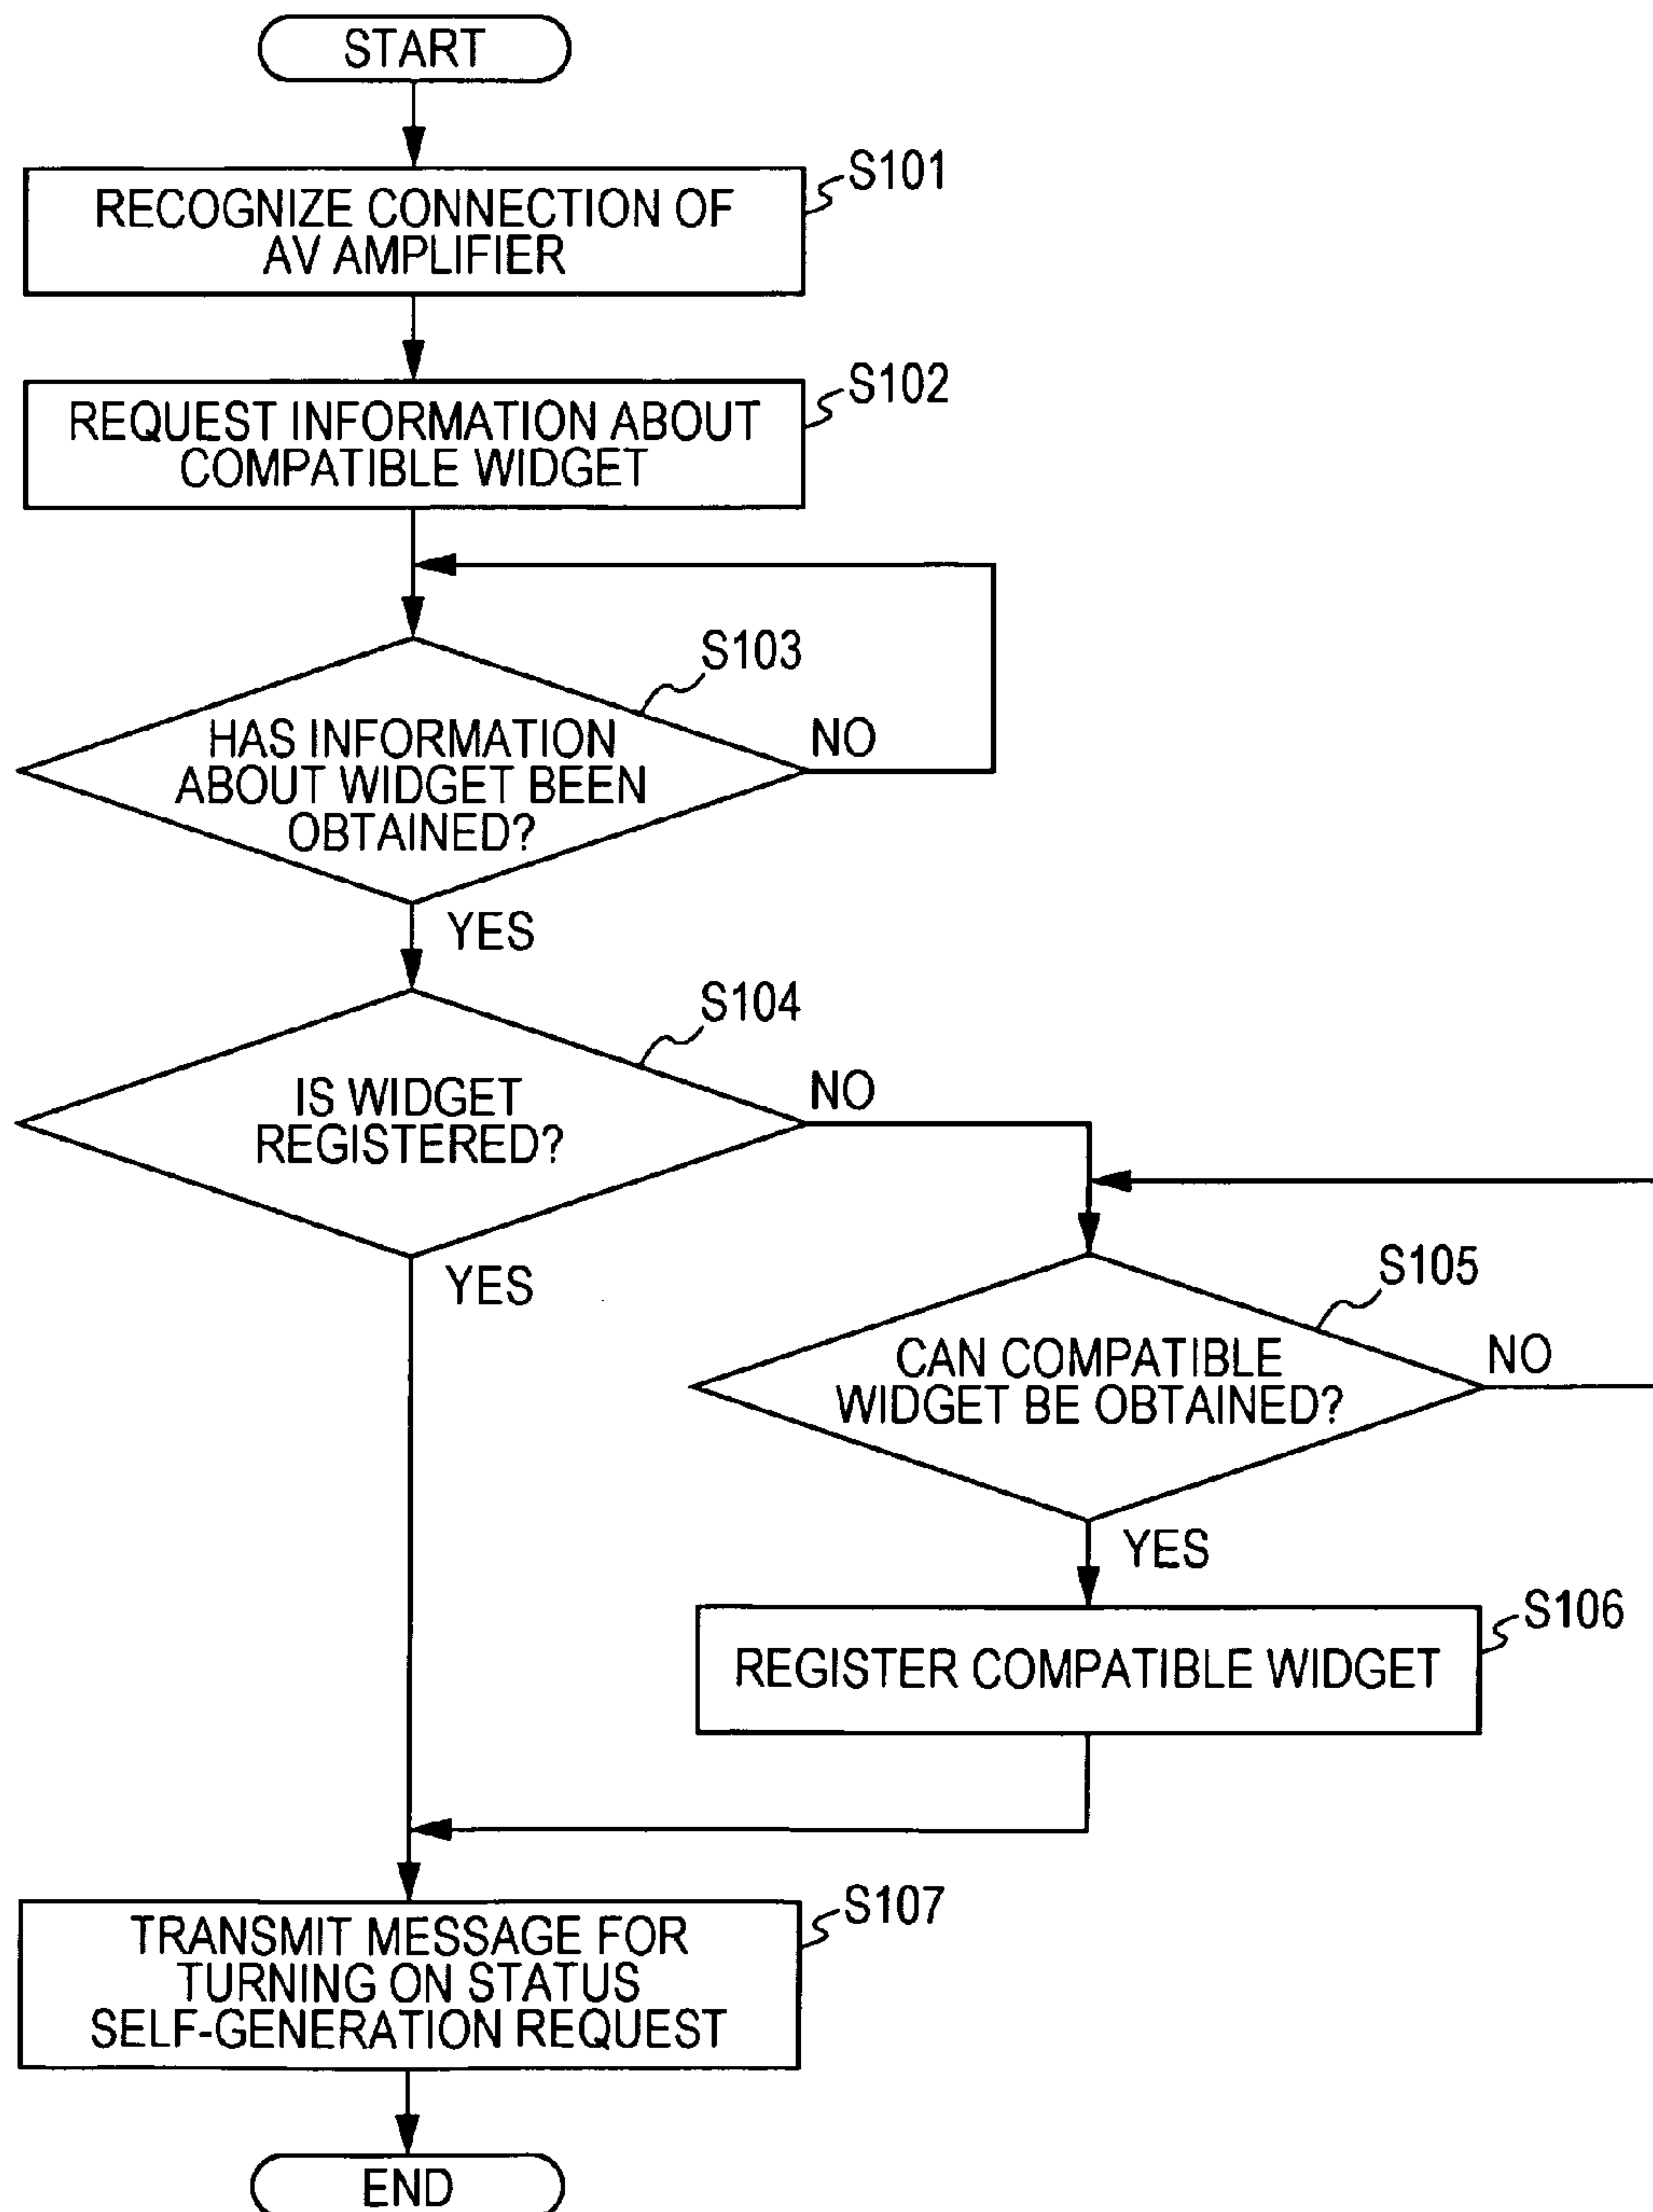 START
S101
RECOGNIZE CONNECTION OF
AV AMPLIFIER
S102
REQUEST INFORMATION ABOUT
COMPATIBLE WIDGET
S103
HAS INFORMATION
ABOUT WIDGET BEEN
OBTAINED?
NO
YES
S104
IS WIDGET
REGISTERED?
NO
YES
S105
CAN COMPATIBLE
WIDGET BE OBTAINED?
NO
YES
S106
REGISTER COMPATIBLE WIDGET
S107
TRANSMIT MESSAGE FOR
TURNING ON STATUS
SELF-GENERATION REQUEST
END